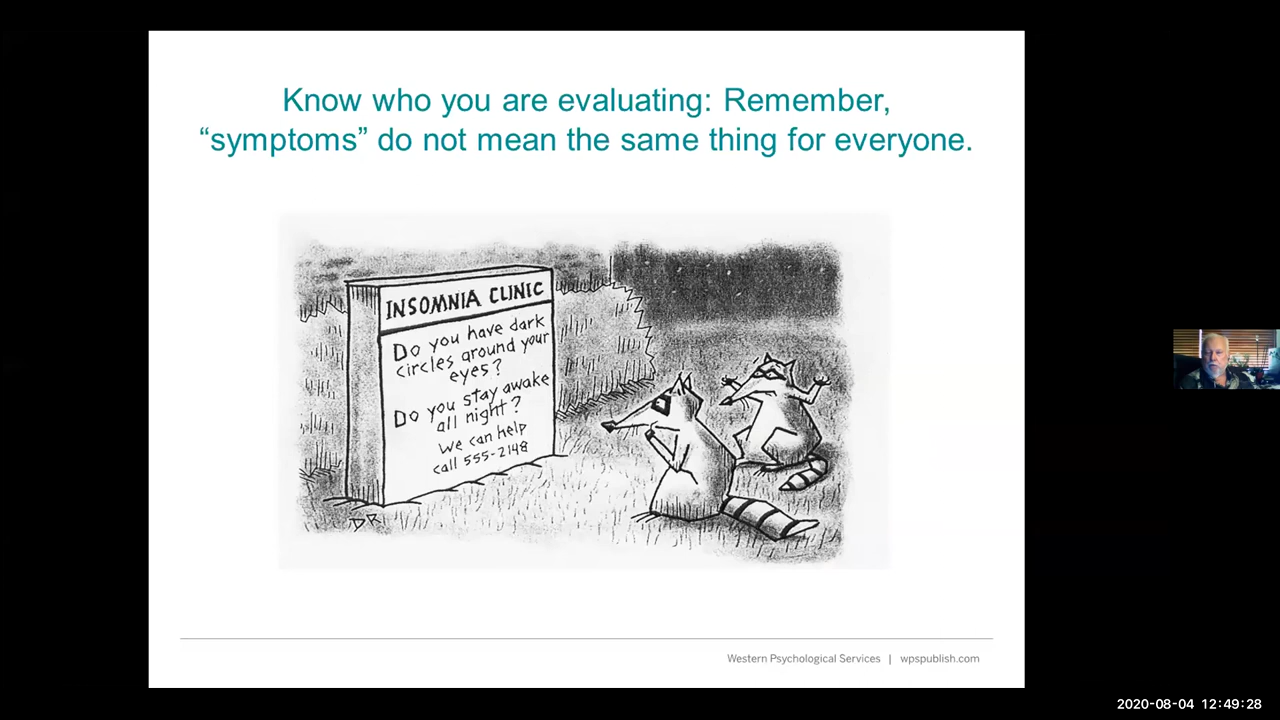 Know who you are evaluating: Remember,
“symptoms” do not mean the same thing for everyone.
INSOMNIA CLINIC
Do you have dark
circles around your
eyes?
Do you stay awake
all night?
We can help
call 555-2148
DR
Western Psychological Services | wpspublish.com
2020-08-04 12:49:28